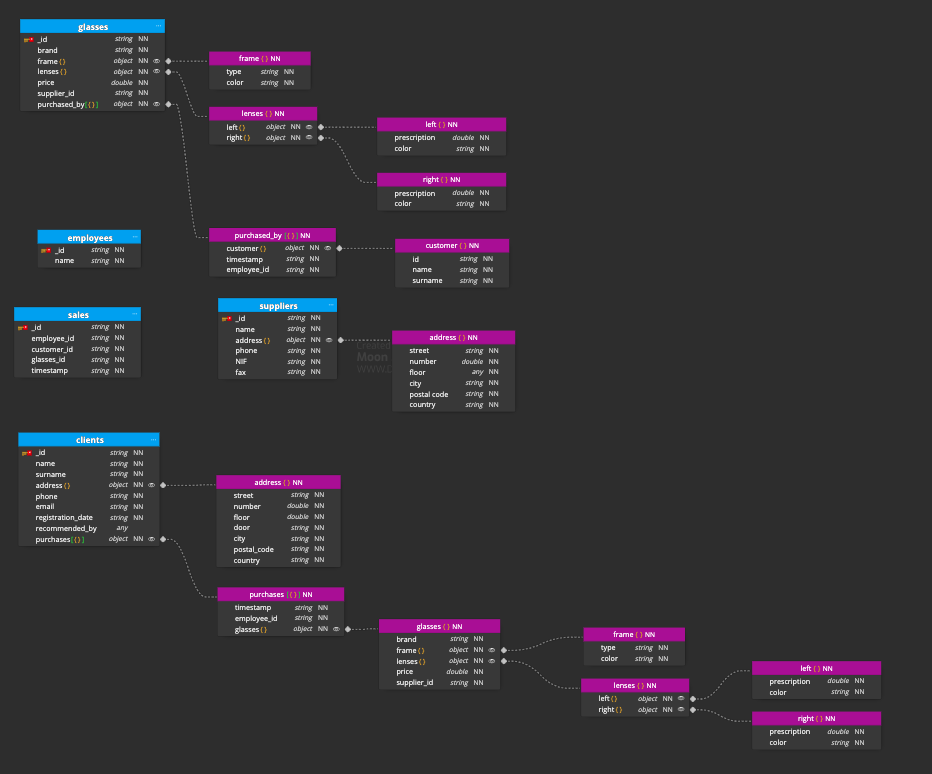 glasses ...
_id string NN
brand string NN
frame {} object NN
lenses {} object NN
price double NN
supplier_id string NN
purchased_by [{}] object NN
frame {} NN
type string NN
color string NN
lenses {} NN
left {} object NN
right {} object NN
left {} NN
prescription double NN
color string NN
right {} NN
prescription double NN
color string NN
purchased_by [{}] NN
customer {} object NN
timestamp string NN
employee_id string NN
customer {} NN
id string NN
name string NN
surname string NN
employees ...
_id string NN
name string NN
sales ...
_id string NN
employee_id string NN
customer_id string NN
glasses_id string NN
timestamp string NN
suppliers ...
_id string NN
name string NN
address {} object NN
phone string NN
NIF string NN
fax string NN
Moon
address {} NN
street string NN
number double NN
floor any NN
city string NN
postal code string NN
country string NN
clients ...
_id string NN
name string NN
surname string NN
address {} object NN
phone string NN
email string NN
registration_date string NN
recommended_by any
purchases [{}] object NN
address {} NN
street string NN
number double NN
floor double NN
door string NN
city string NN
postal_code string NN
country string NN
purchases [{}] NN
timestamp string NN
employee_id string NN
glasses {} object NN
glasses {} NN
brand string NN
frame {} object NN
lenses {} object NN
price double NN
supplier_id string NN
frame {} NN
type string NN
color string NN
lenses {} NN
left {} object NN
right {} object NN
left {} NN
prescription double NN
color string NN
right {} NN
prescription double NN
color string NN